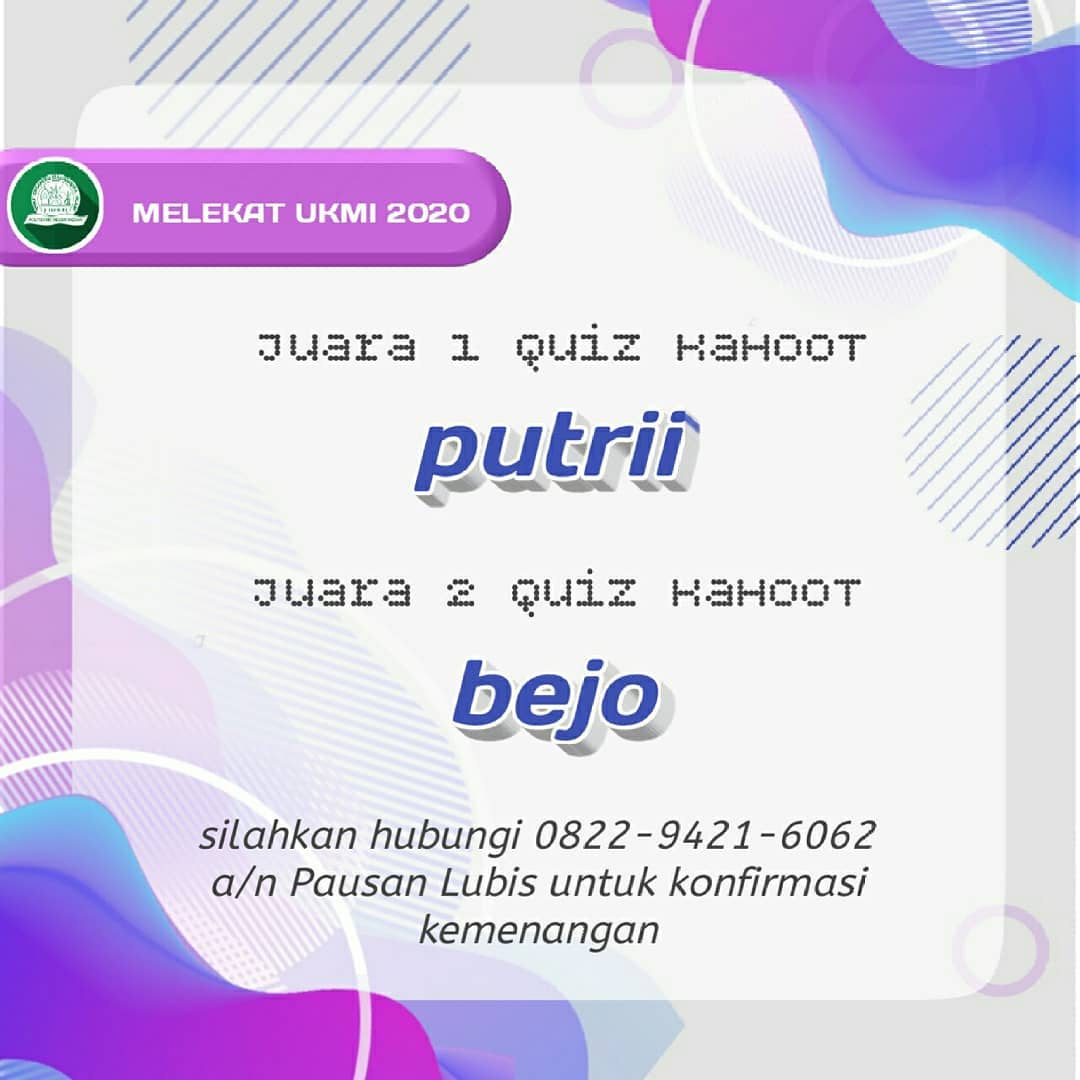 MELEKAT UKMI 2020
Juara 1 Quiz Kahoot
putrii
Juara 2 Quiz Kahoot
bejo
silahkan hubungi 0822-9421-6062
a/n Pausan Lubis untuk konfirmasi
kemenangan